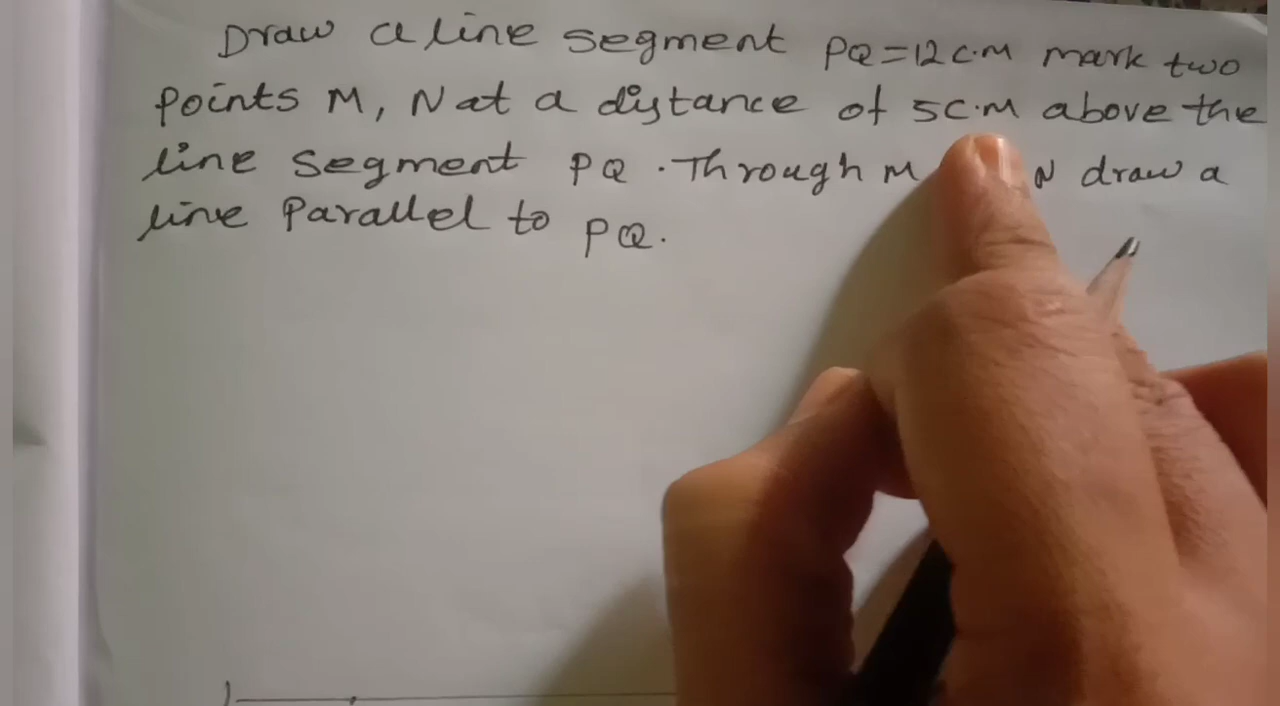 Draw a line segment PQ=12C.M mark two
Points M, N at a distance of 5C.M above the
line segment PQ. Through M N draw a
line Parallel to PQ.